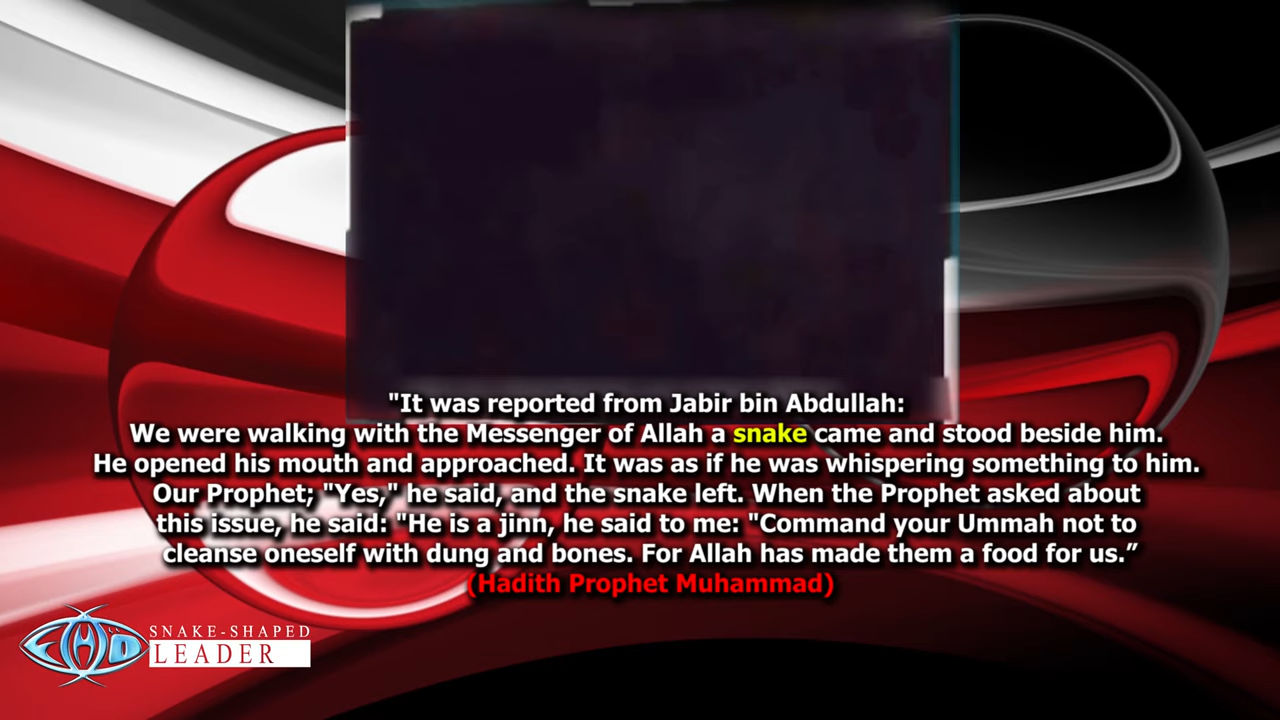 "It was reported from Jabir bin Abdullah:
We were walking with the Messenger of Allah a snake came and stood beside him.
He opened his mouth and approached. It was as if he was whispering something to him.
Our Prophet; "Yes," he said, and the snake left. When the Prophet asked about
this issue, he said: "He is a jinn, he said to me: "Command your Ummah not to
cleanse oneself with dung and bones. For Allah has made them a food for us.”
(Hadith Prophet Muhammad)
SNAKE-SHAPED
LEADER